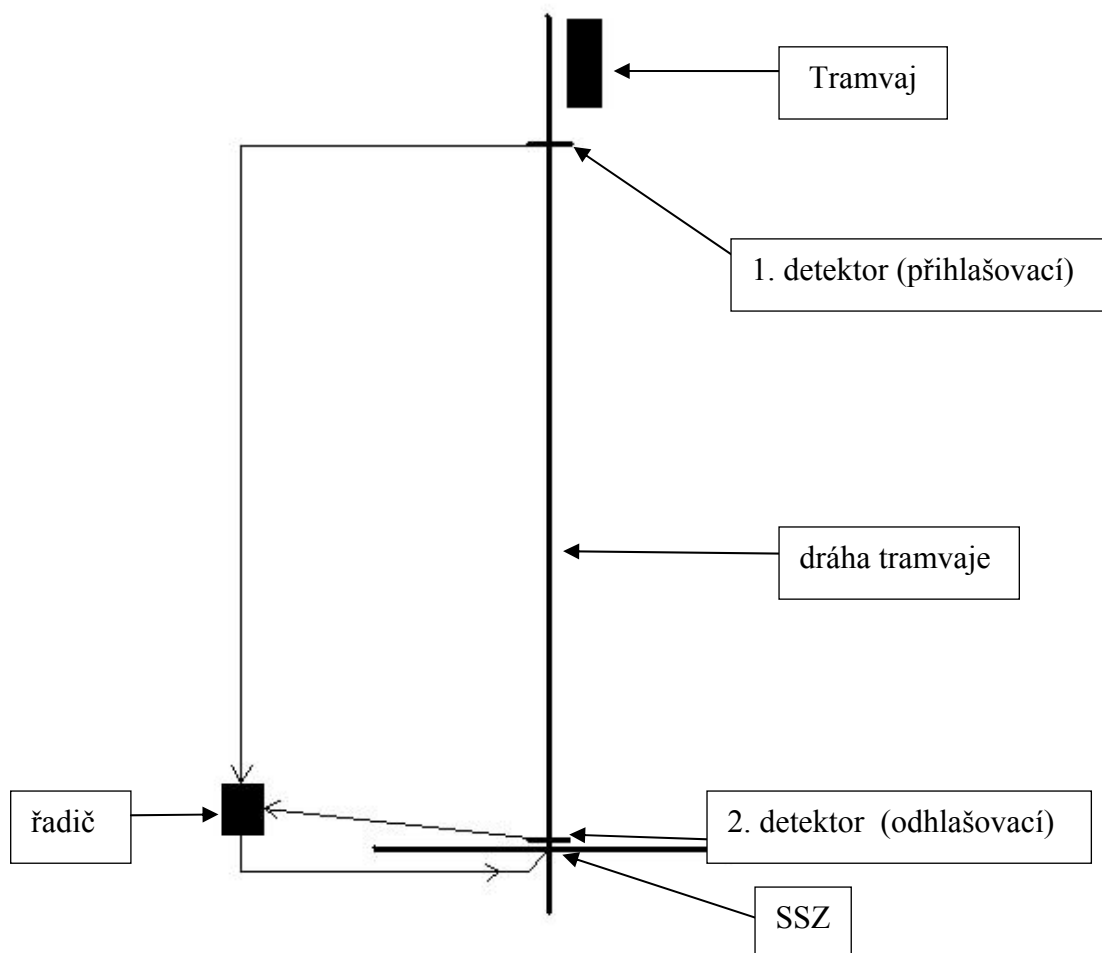 Tramvaj
1. detektor (přihlašovací)
dráha tramvaje
řadič
2. detektor (odhlašovací)
SSZ